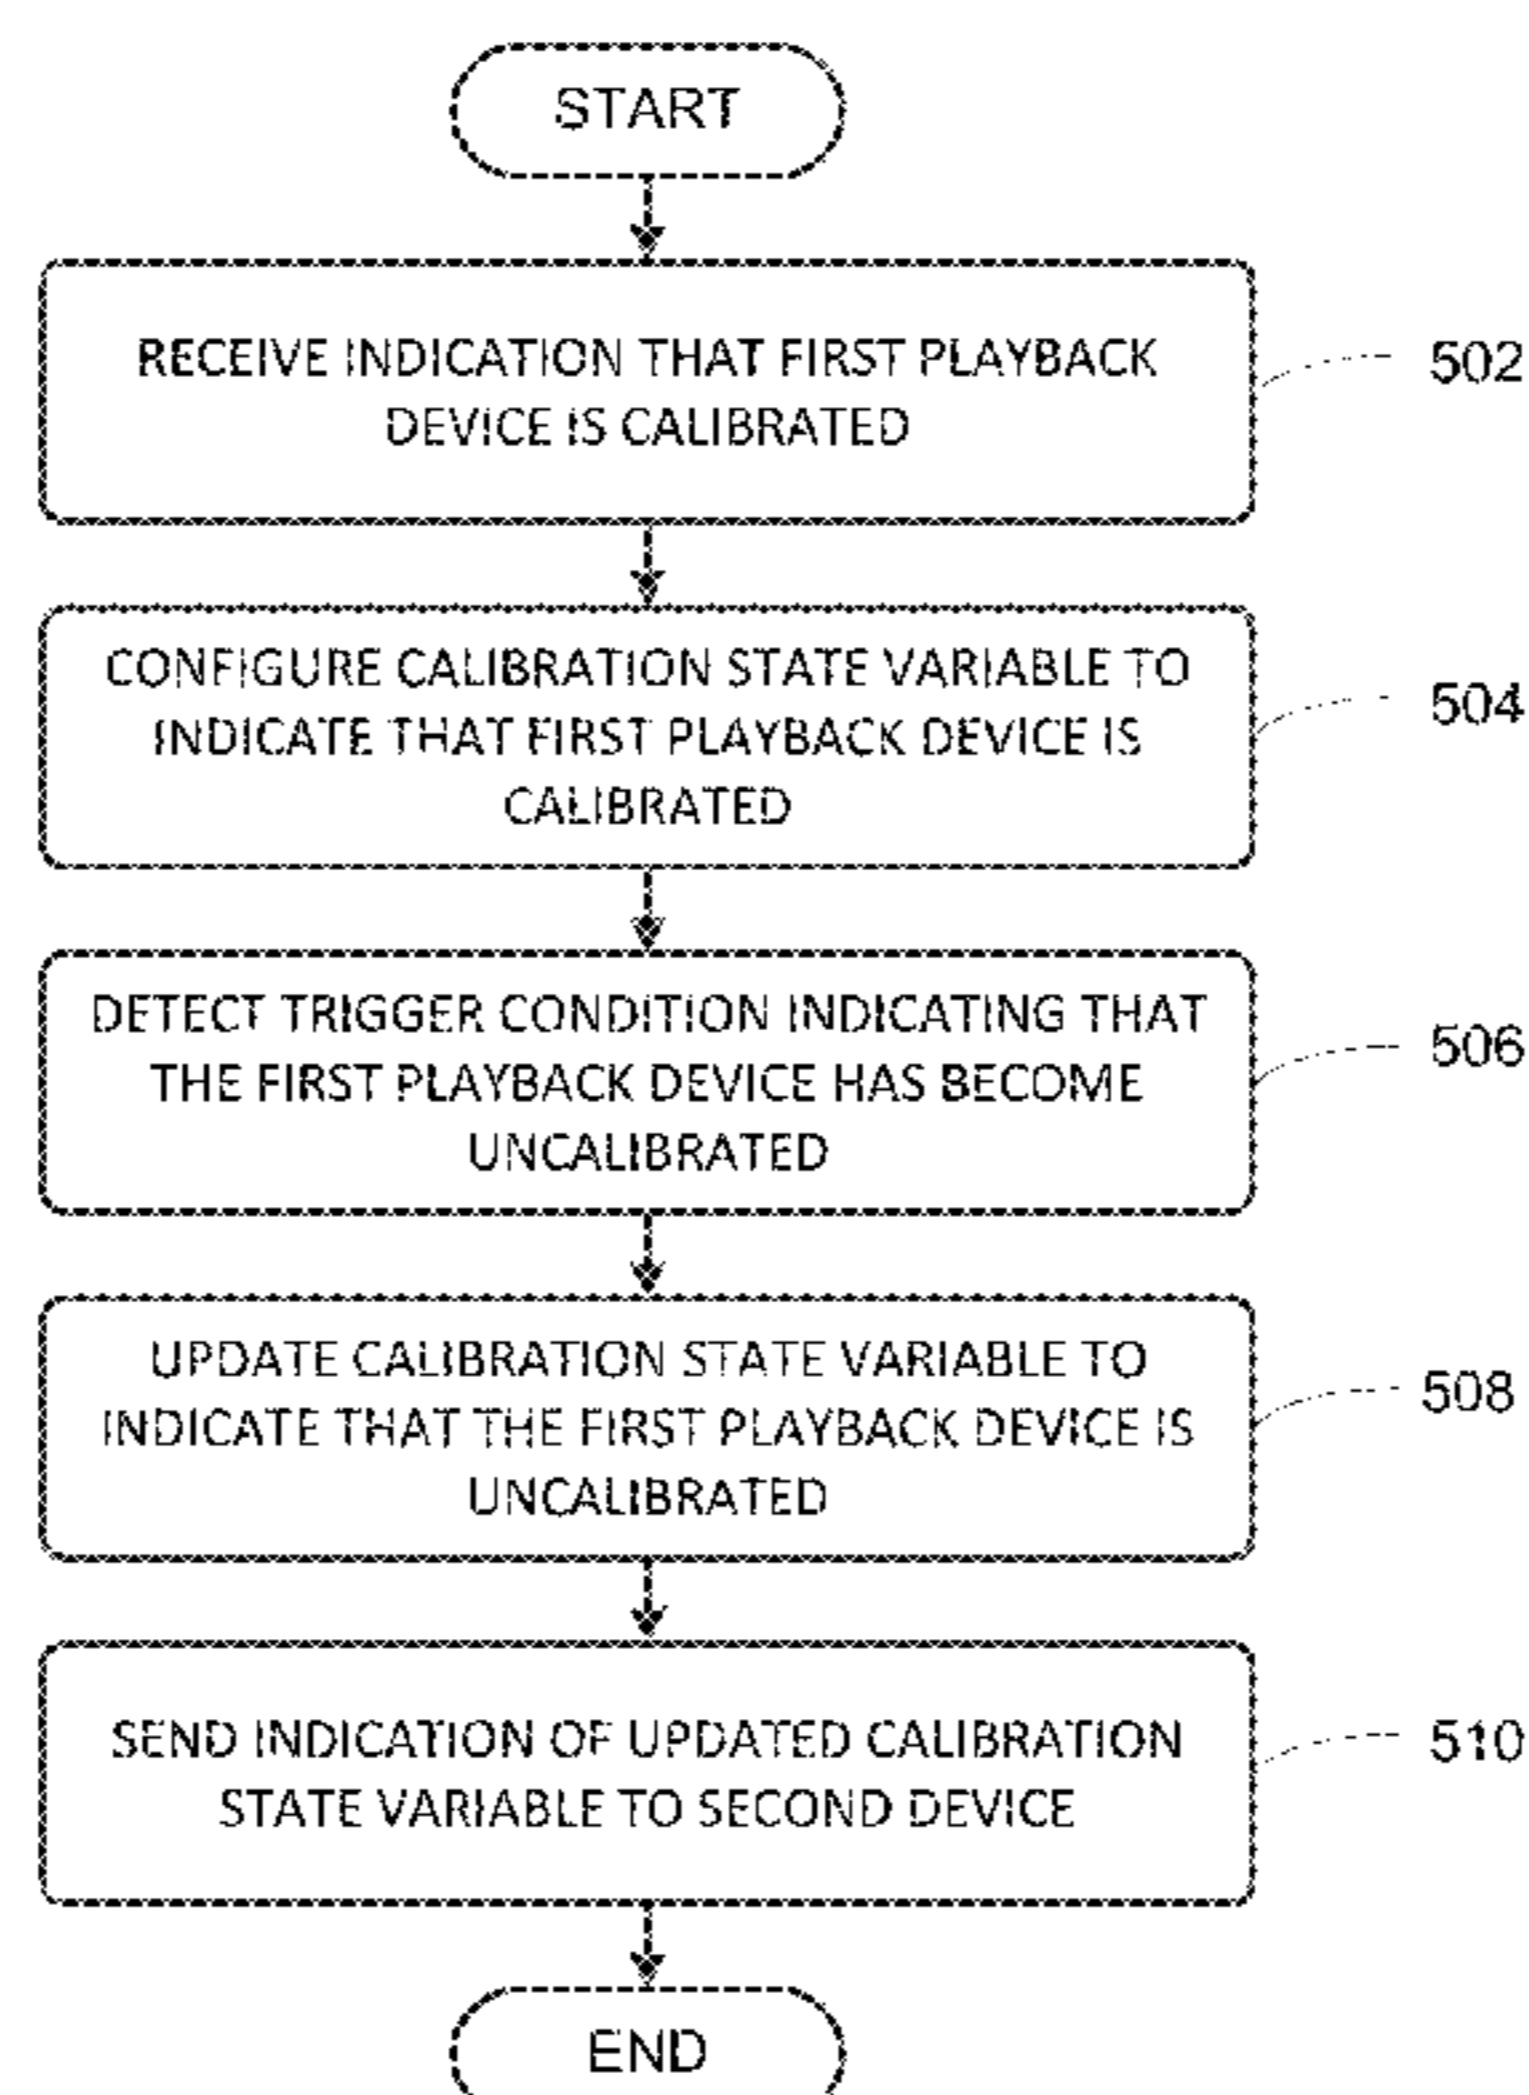 START
RECEIVE INDICATION THAT FIRST PLAYBACK
DEVICE IS CALIBRATED
502
CONFIGURE CALIBRATION STATE VARIABLE TO
INDICATE THAT FIRST PLAYBACK DEVICE IS
CALIBRATED
504
DETECT TRIGGER CONDITION INDICATING THAT
THE FIRST PLAYBACK DEVICE HAS BECOME
UNCALIBRATED
506
UPDATE CALIBRATION STATE VARIABLE TO
INDICATE THAT THE FIRST PLAYBACK DEVICE IS
UNCALIBRATED
508
SEND INDICATION OF UPDATED CALIBRATION
STATE VARIABLE TO SECOND DEVICE
510
END